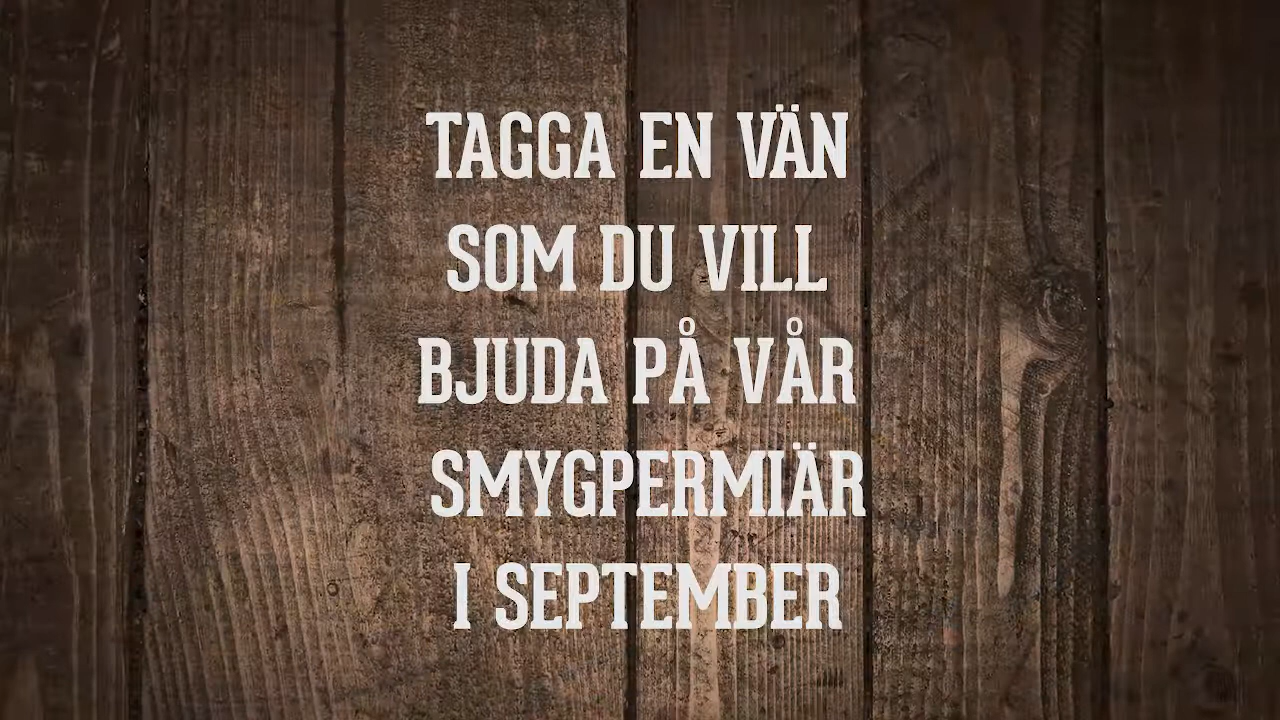 TAGGA EN VÄN
SOM DU VILL
BJUDA PÅ VÅR
SMYGPERMIÄR
I SEPTEMBER